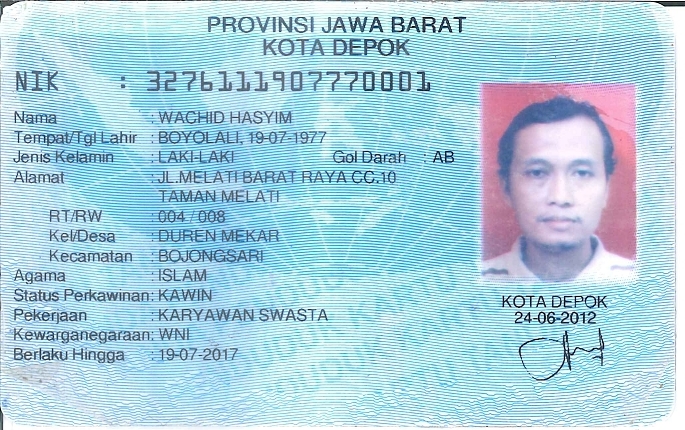 PROVINSI JAWA BARAT
KOTA DEPOK
NIK : 3276111907770001
Nama : WACHID HASYIM
Tempat/Tgl Lahir : BOYOLALI, 19-07-1977
Jenis Kelamin : LAKI-LAKI Gol Darah : AB
Alamat : JL.MELATI BARAT RAYA CC.10
TAMAN MELATI
RT/RW : 004 / 008
Kel/Desa : DUREN MEKAR
Kecamatan : BOJONGSARI
Agama : ISLAM
Status Perkawinan: KAWIN
Pekerjaan : KARYAWAN SWASTA
Kewarganegaraan: WNI
Berlaku Hingga : 19-07-2017
KOTA DEPOK
24-06-2012